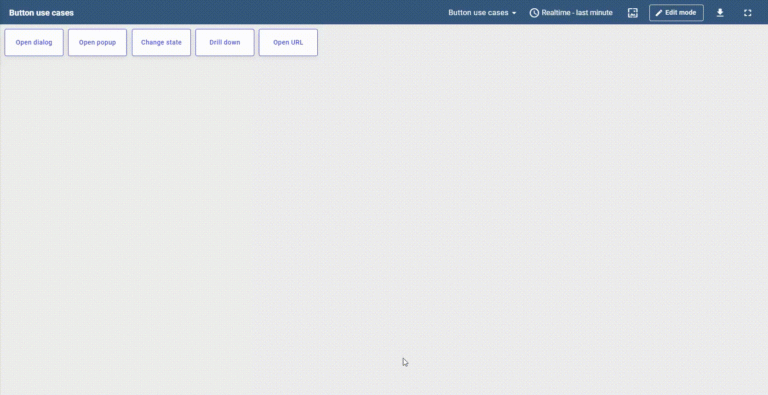 Button use cases
Button use cases
Realtime - last minute
Edit mode
Open dialog
Open popup
Change state
Drill down
Open URL